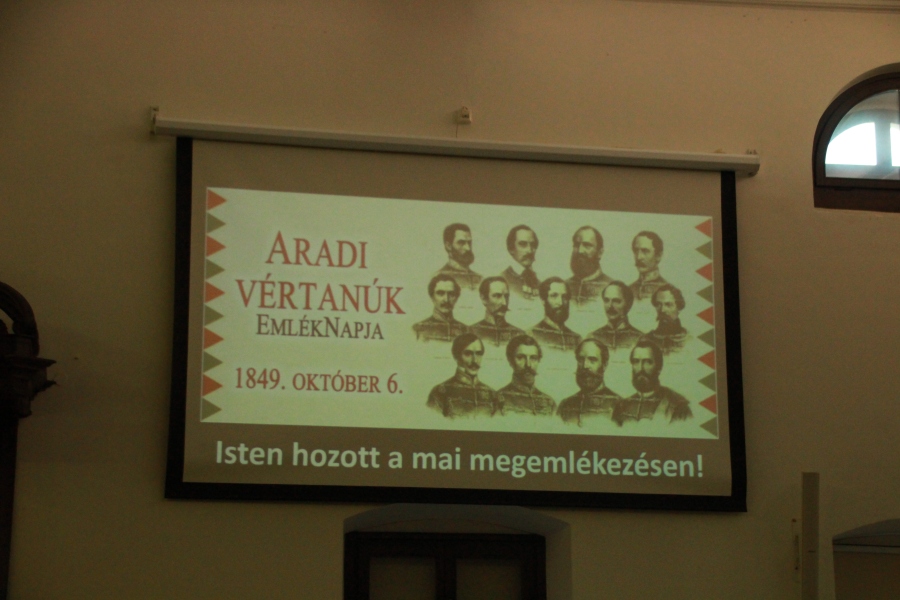 ARADI
VÉRTANÚK
EMLÉKNAPJA
1849. OKTÓBER 6.
Isten hozott a mai megemlékezésen!